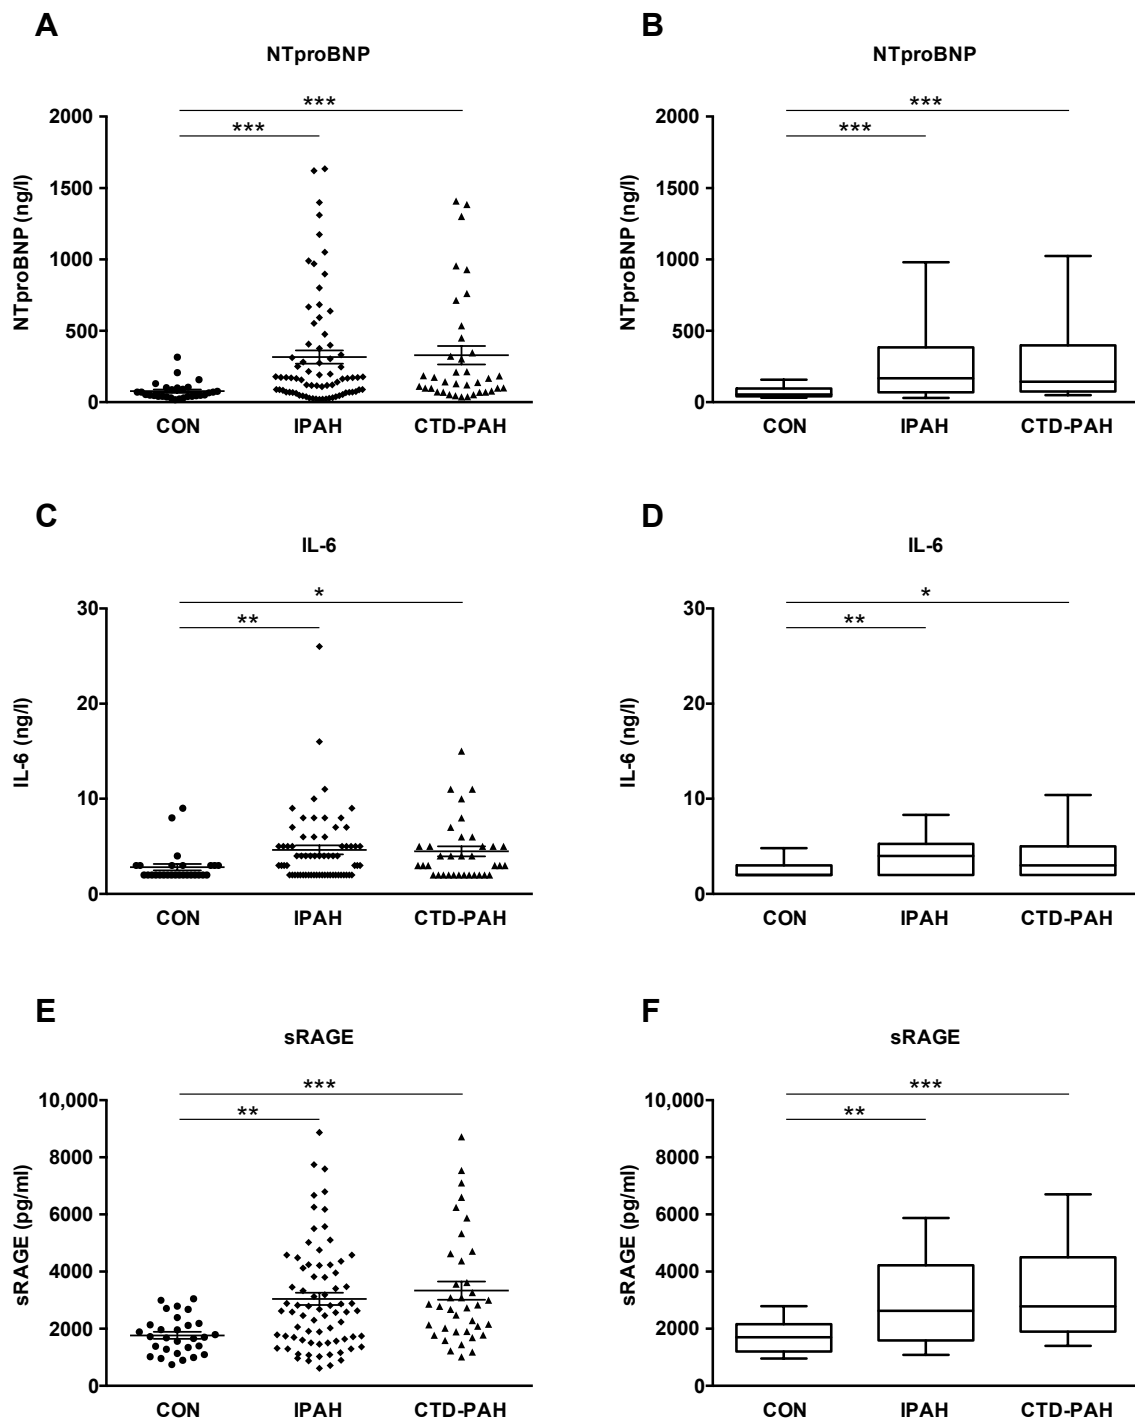 A
NTproBNP
NTproBNP (ng/l)
2000
1500
1000
500
0
***
***
CON IPAH CTD-PAH
B
NTproBNP
NTproBNP (ng/l)
2000
1500
1000
500
0
***
***
CON IPAH CTD-PAH
C
IL-6
IL-6 (ng/l)
30
20
10
0
*
**
CON IPAH CTD-PAH
D
IL-6
IL-6 (ng/l)
30
20
10
0
*
**
CON IPAH CTD-PAH
E
sRAGE
sRAGE (pg/ml)
10,000
8000
6000
4000
2000
0
***
**
CON IPAH CTD-PAH
F
sRAGE
sRAGE (pg/ml)
10,000
8000
6000
4000
2000
0
***
**
CON IPAH CTD-PAH